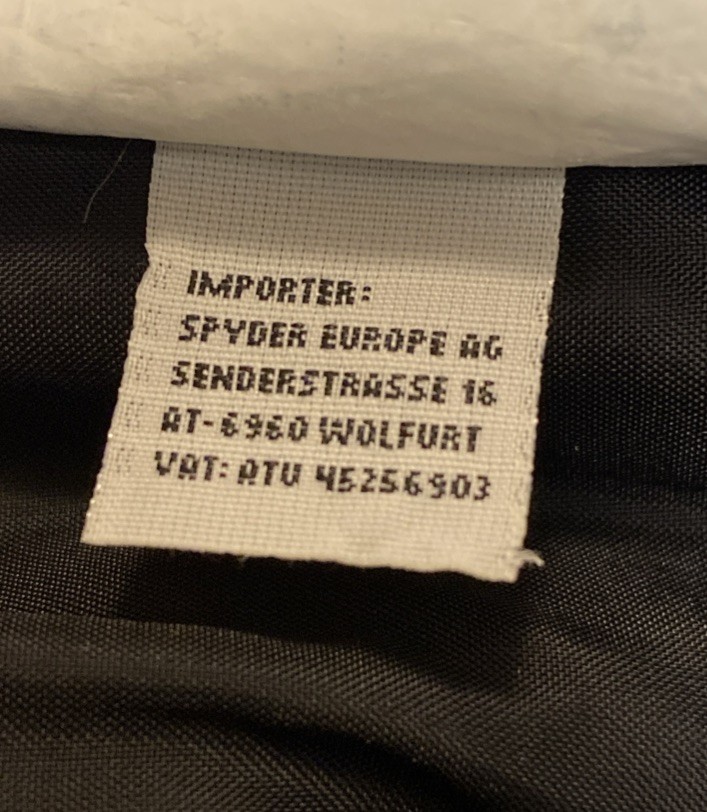 IMPORTER:
SPYDER EUROPE AG
SENDERSTRASSE 16
AT-6960 WOLFURT
VAT: ATU 45256903